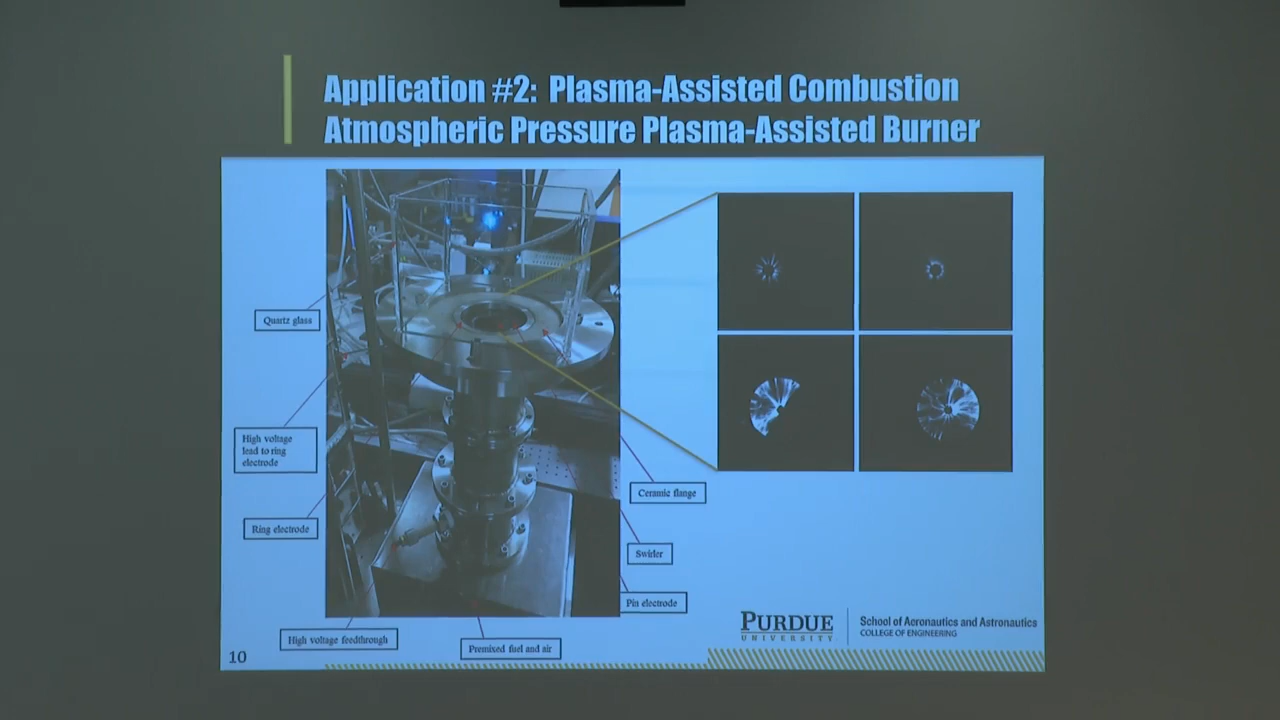 Application #2: Plasma-Assisted Combustion
Atmospheric Pressure Plasma-Assisted Burner
Quartz glass
High voltage
lead to ring
electrode
Ring electrode
High voltage feedthrough
Premixed fuel and air
Ceramic flange
Swirler
Pin electrode
PURDUE
UNIVERSITY
School of Aeronautics and Astronautics
COLLEGE OF ENGINEERING
10